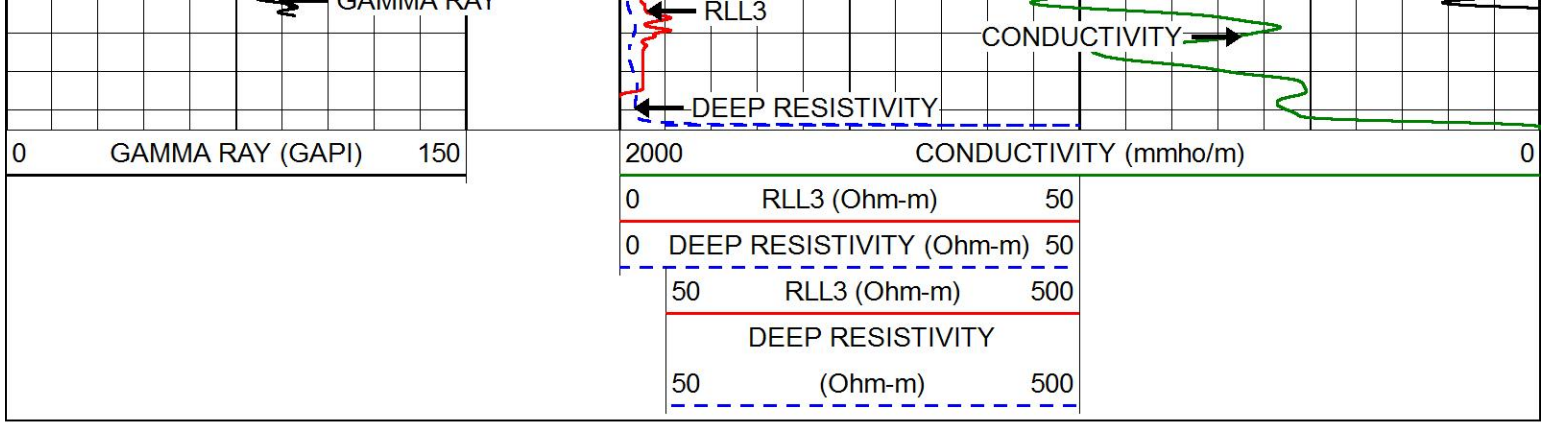 GAMMA RAY
RLL3
CONDUCTIVITY
DEEP RESISTIVITY
0 GAMMA RAY (GAPI) 150
2000 CONDUCTIVITY (mmho/m) 0
0 RLL3 (Ohm-m) 50
0 DEEP RESISTIVITY (Ohm-m) 50
50 RLL3 (Ohm-m) 500
DEEP RESISTIVITY
50 (Ohm-m) 500